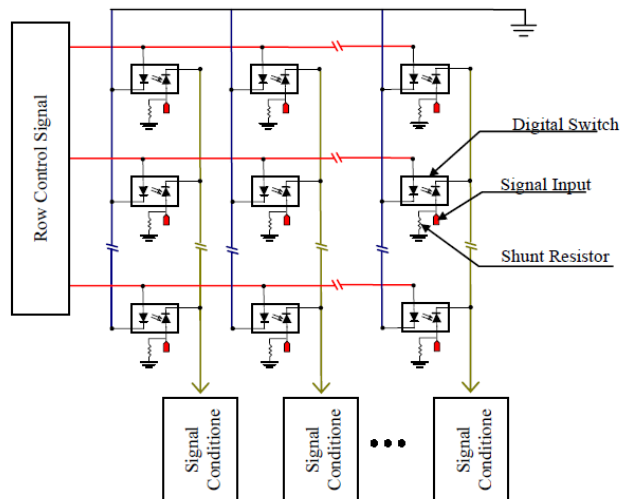 Row Control Signal
Digital Switch
Signal Input
Shunt Resistor
Signal
Conditione
Signal
Conditione
Signal
Conditione